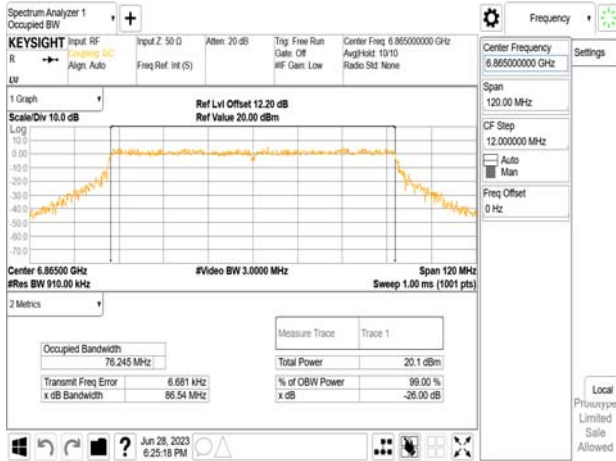 Spectrum Analyzer 1
Occupied BW
+
Frequency
KEYSIGHT
Input: RF
Coupling: DC
Align: Auto
Input Z: 50 Ω
Freq Ref: Int (S)
Atten: 20 dB
Trig: Free Run
Gate: Off
#IF Gain: Low
Center Freq: 6.865000000 GHz
Avg|Hold: 10/10
Radio Std: None
R
LXI
Center Frequency
6.865000000 GHz
Settings
Span
120.00 MHz
CF Step
12.000000 MHz
Auto
Man
Freq Offset
0 Hz
1 Graph
Scale/Div 10.0 dB
Ref Lvl Offset 12.20 dB
Ref Value 20.00 dBm
Log
10.0
0.00
-10.0
-20.0
-30.0
-40.0
-50.0
-60.0
-70.0
Center 6.86500 GHz
#Video BW 3.0000 MHz
Span 120 MHz
#Res BW 910.00 kHz
Sweep 1.00 ms (1001 pts)
2 Metrics
Measure Trace
Trace 1
Occupied Bandwidth
76.245 MHz
Total Power
20.1 dBm
Transmit Freq Error
6.681 kHz
% of OBW Power
99.00 %
x dB Bandwidth
86.54 MHz
x dB
-26.00 dB
Local
Prototype
Limited
Sale
Allowed
?
Jun 28, 2023
6:25:18 PM